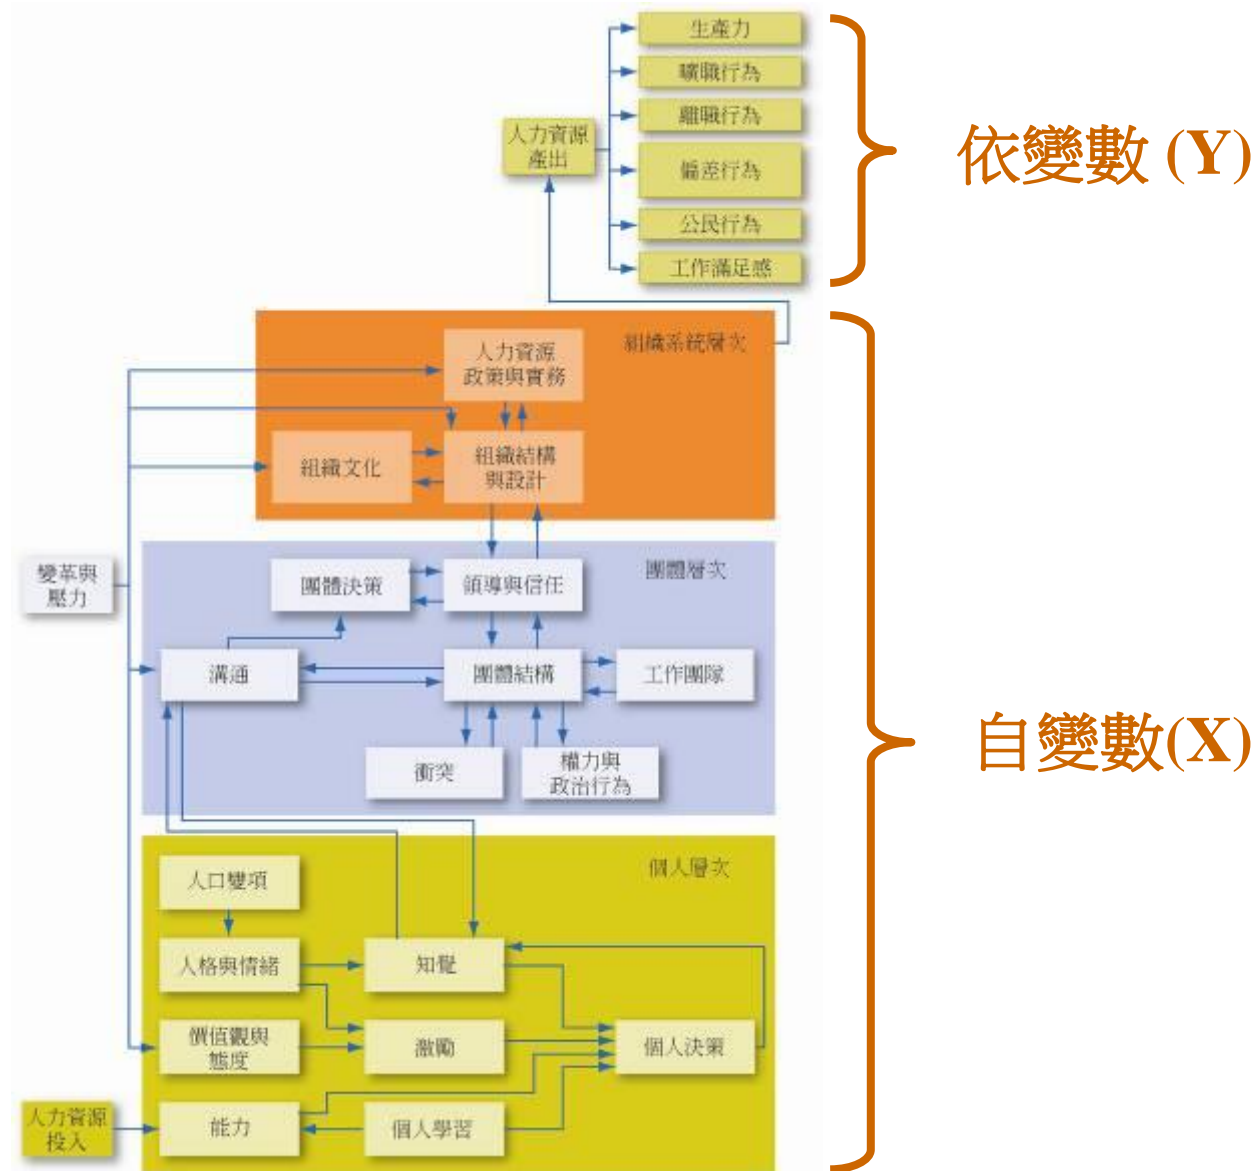 生產力
曠職行為
離職行為
人力資源
產出
偏差行為
公民行為
工作滿足感
依變數 (Y)
組織系統層次
人力資源
政策與實務
組織文化
組織結構
與設計
變革與
壓力
團體層次
團體決策
領導與信任
溝通
團體結構
工作團隊
衝突
權力與
政治行為
自變數(X)
個人層次
人口變項
人格與情緒
知覺
價值觀與
態度
激勵
個人決策
人力資源
投入
能力
個人學習